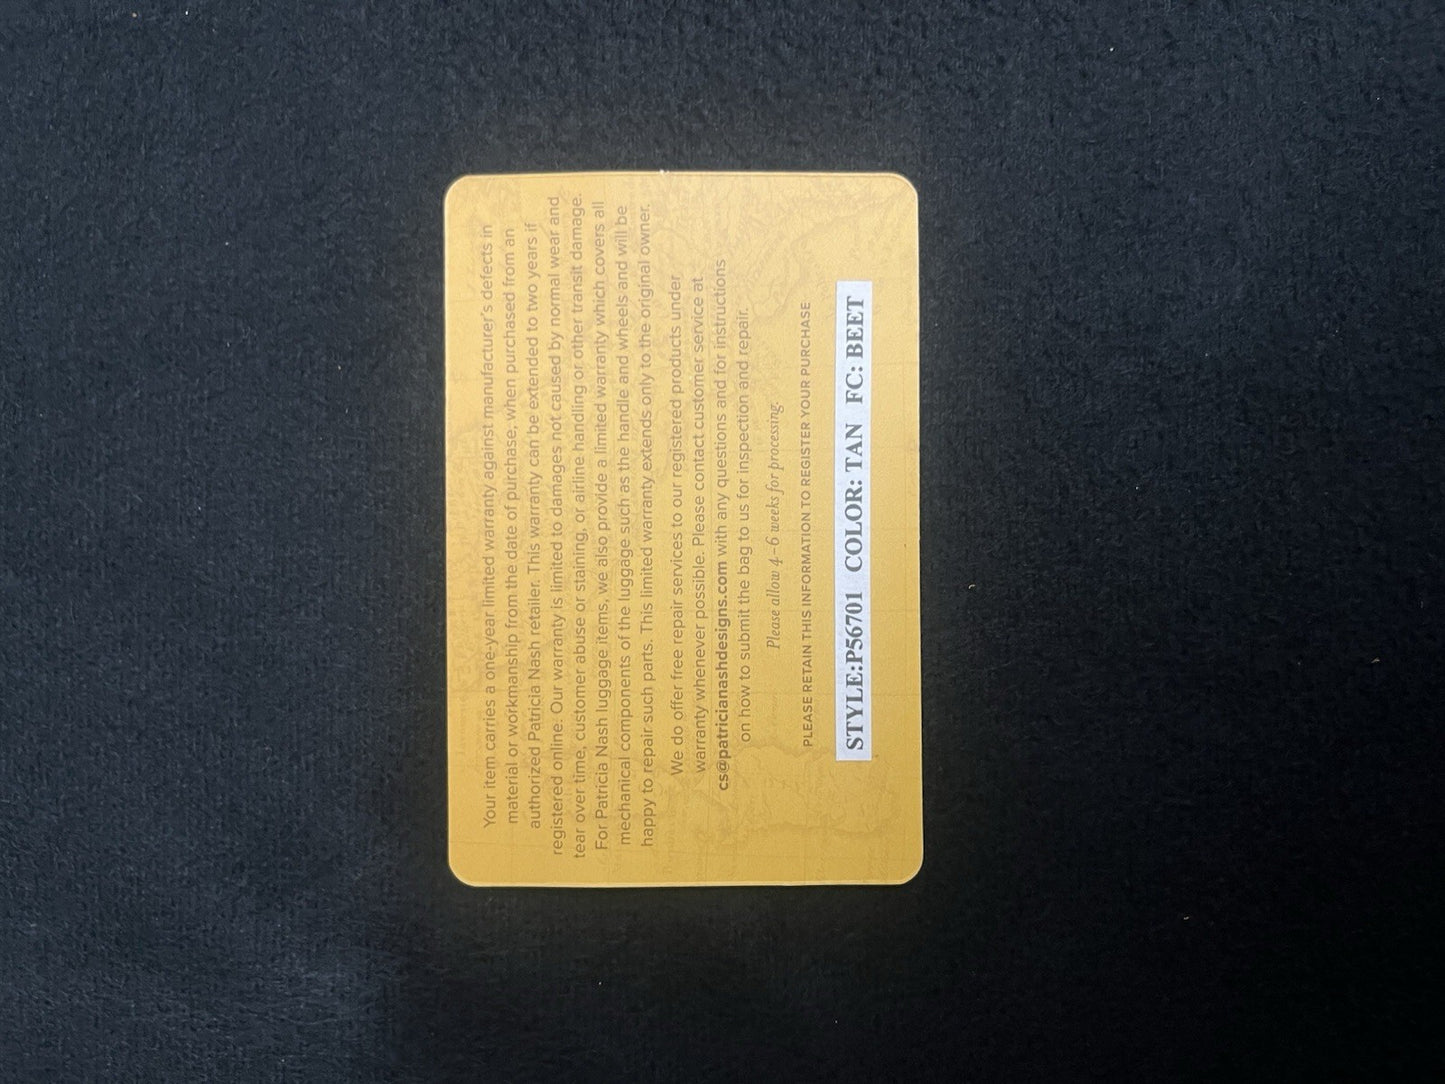 Your item carries a one-year limited warranty against manufacturer's defects in
material or workmanship from the date of purchase, when purchased from an
authorized Patricia Nash retailer. This warranty can be extended to two years if
registered online. Our warranty is limited to damages not caused by normal wear and
tear over time, customer abuse or staining, or airline handling or other transit damage.
For Patricia Nash luggage items, we also provide a limited warranty which covers all
mechanical components of the luggage such as the handle and wheels and will be
happy to repair such parts. This limited warranty extends only to the original owner.
We do offer free repair services to our registered products under
warranty whenever possible. Please contact customer service at
cs@patricianashdesigns.com with any questions and for instructions
on how to submit the bag to us for inspection and repair.
Please allow 4–6 weeks for processing.
PLEASE RETAIN THIS INFORMATION TO REGISTER YOUR PURCHASE
STYLE:P56701 COLOR: TAN FC: BEET